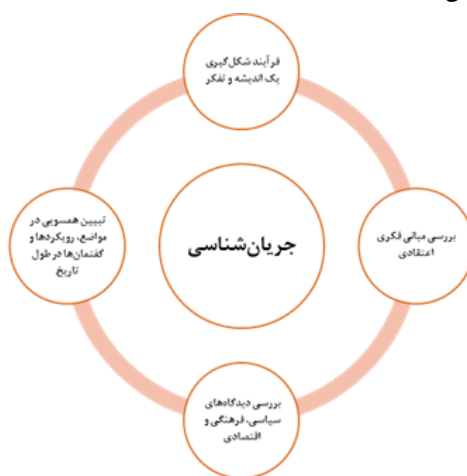 فرآیند شکل‌گیری
یک اندیشه و تفکر
جریان‌شناسی
بررسی مبانی فکری
اعتقادی
بررسی دیدگاه‌های
سیاسی، فرهنگی و
اقتصادی
تبیین همسویی در
مواضع، رویکردها و
گفتمان‌ها در طول
تاریخ